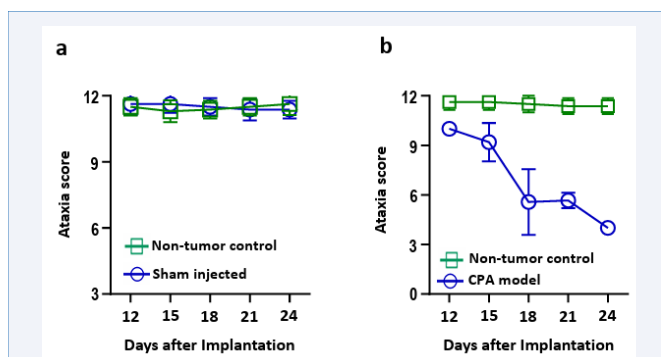 a
Ataxia score
12
9
6
3
Non-tumor control
Sham injected
12 15 18 21 24
Days after Implantation
b
Ataxia score
12
9
6
3
0
Non-tumor control
CPA model
12 15 18 21 24
Days after Implantation